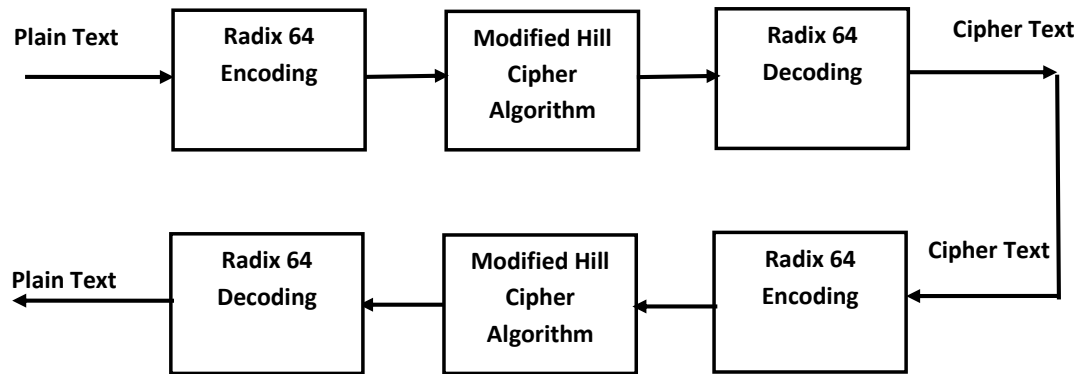 Plain Text
Radix 64
Encoding
Modified Hill
Cipher
Algorithm
Radix 64
Decoding
Cipher Text
Plain Text
Radix 64
Decoding
Modified Hill
Cipher
Algorithm
Radix 64
Encoding
Cipher Text